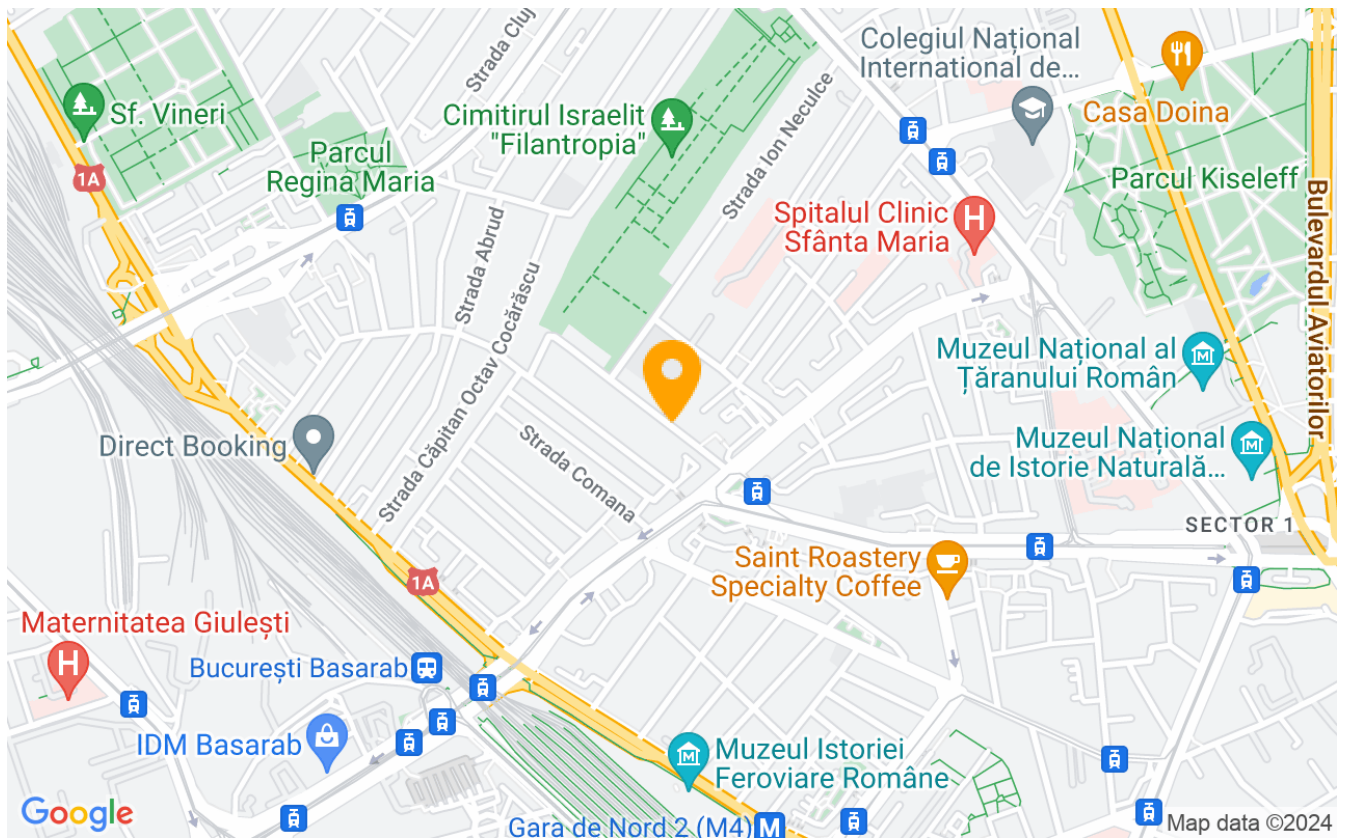 Strada Cluj
Colegiul Național
International de...
Casa Doina
Sf. Vineri
Cimitirul Israelit
"Filantropia"
Strada Ion Neculce
1A
Parcul
Regina Maria
Parcul Kiseleff
Bulevardul Aviatorilor
Spitalul Clinic
Sfânta Maria
H
Strada Abrud
Strada Căpitan Octav Cocărăscu
Muzeul Național al
Țăranului Român
M
Direct Booking
Strada Comana
Muzeul Național
de Istorie Naturală...
M
SECTOR 1
Saint Roastery
Specialty Coffee
1A
Maternitatea Giulești
H
București Basarab
IDM Basarab
Muzeul Istoriei
Feroviare Române
M
Google
Gara de Nord 2 (M4)
M
Map data ©2024